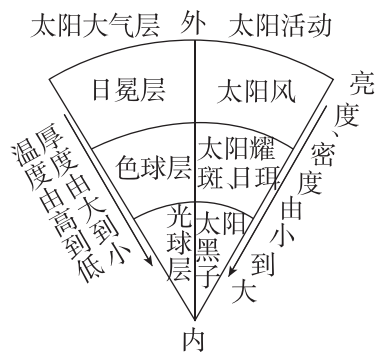 太阳大气层 外 太阳活动
日冕层
太阳风
色球层
太阳耀
斑、日珥
光球层
太阳
黑子
温度由高到低
厚度由大到小
亮度、密度由小到大
内